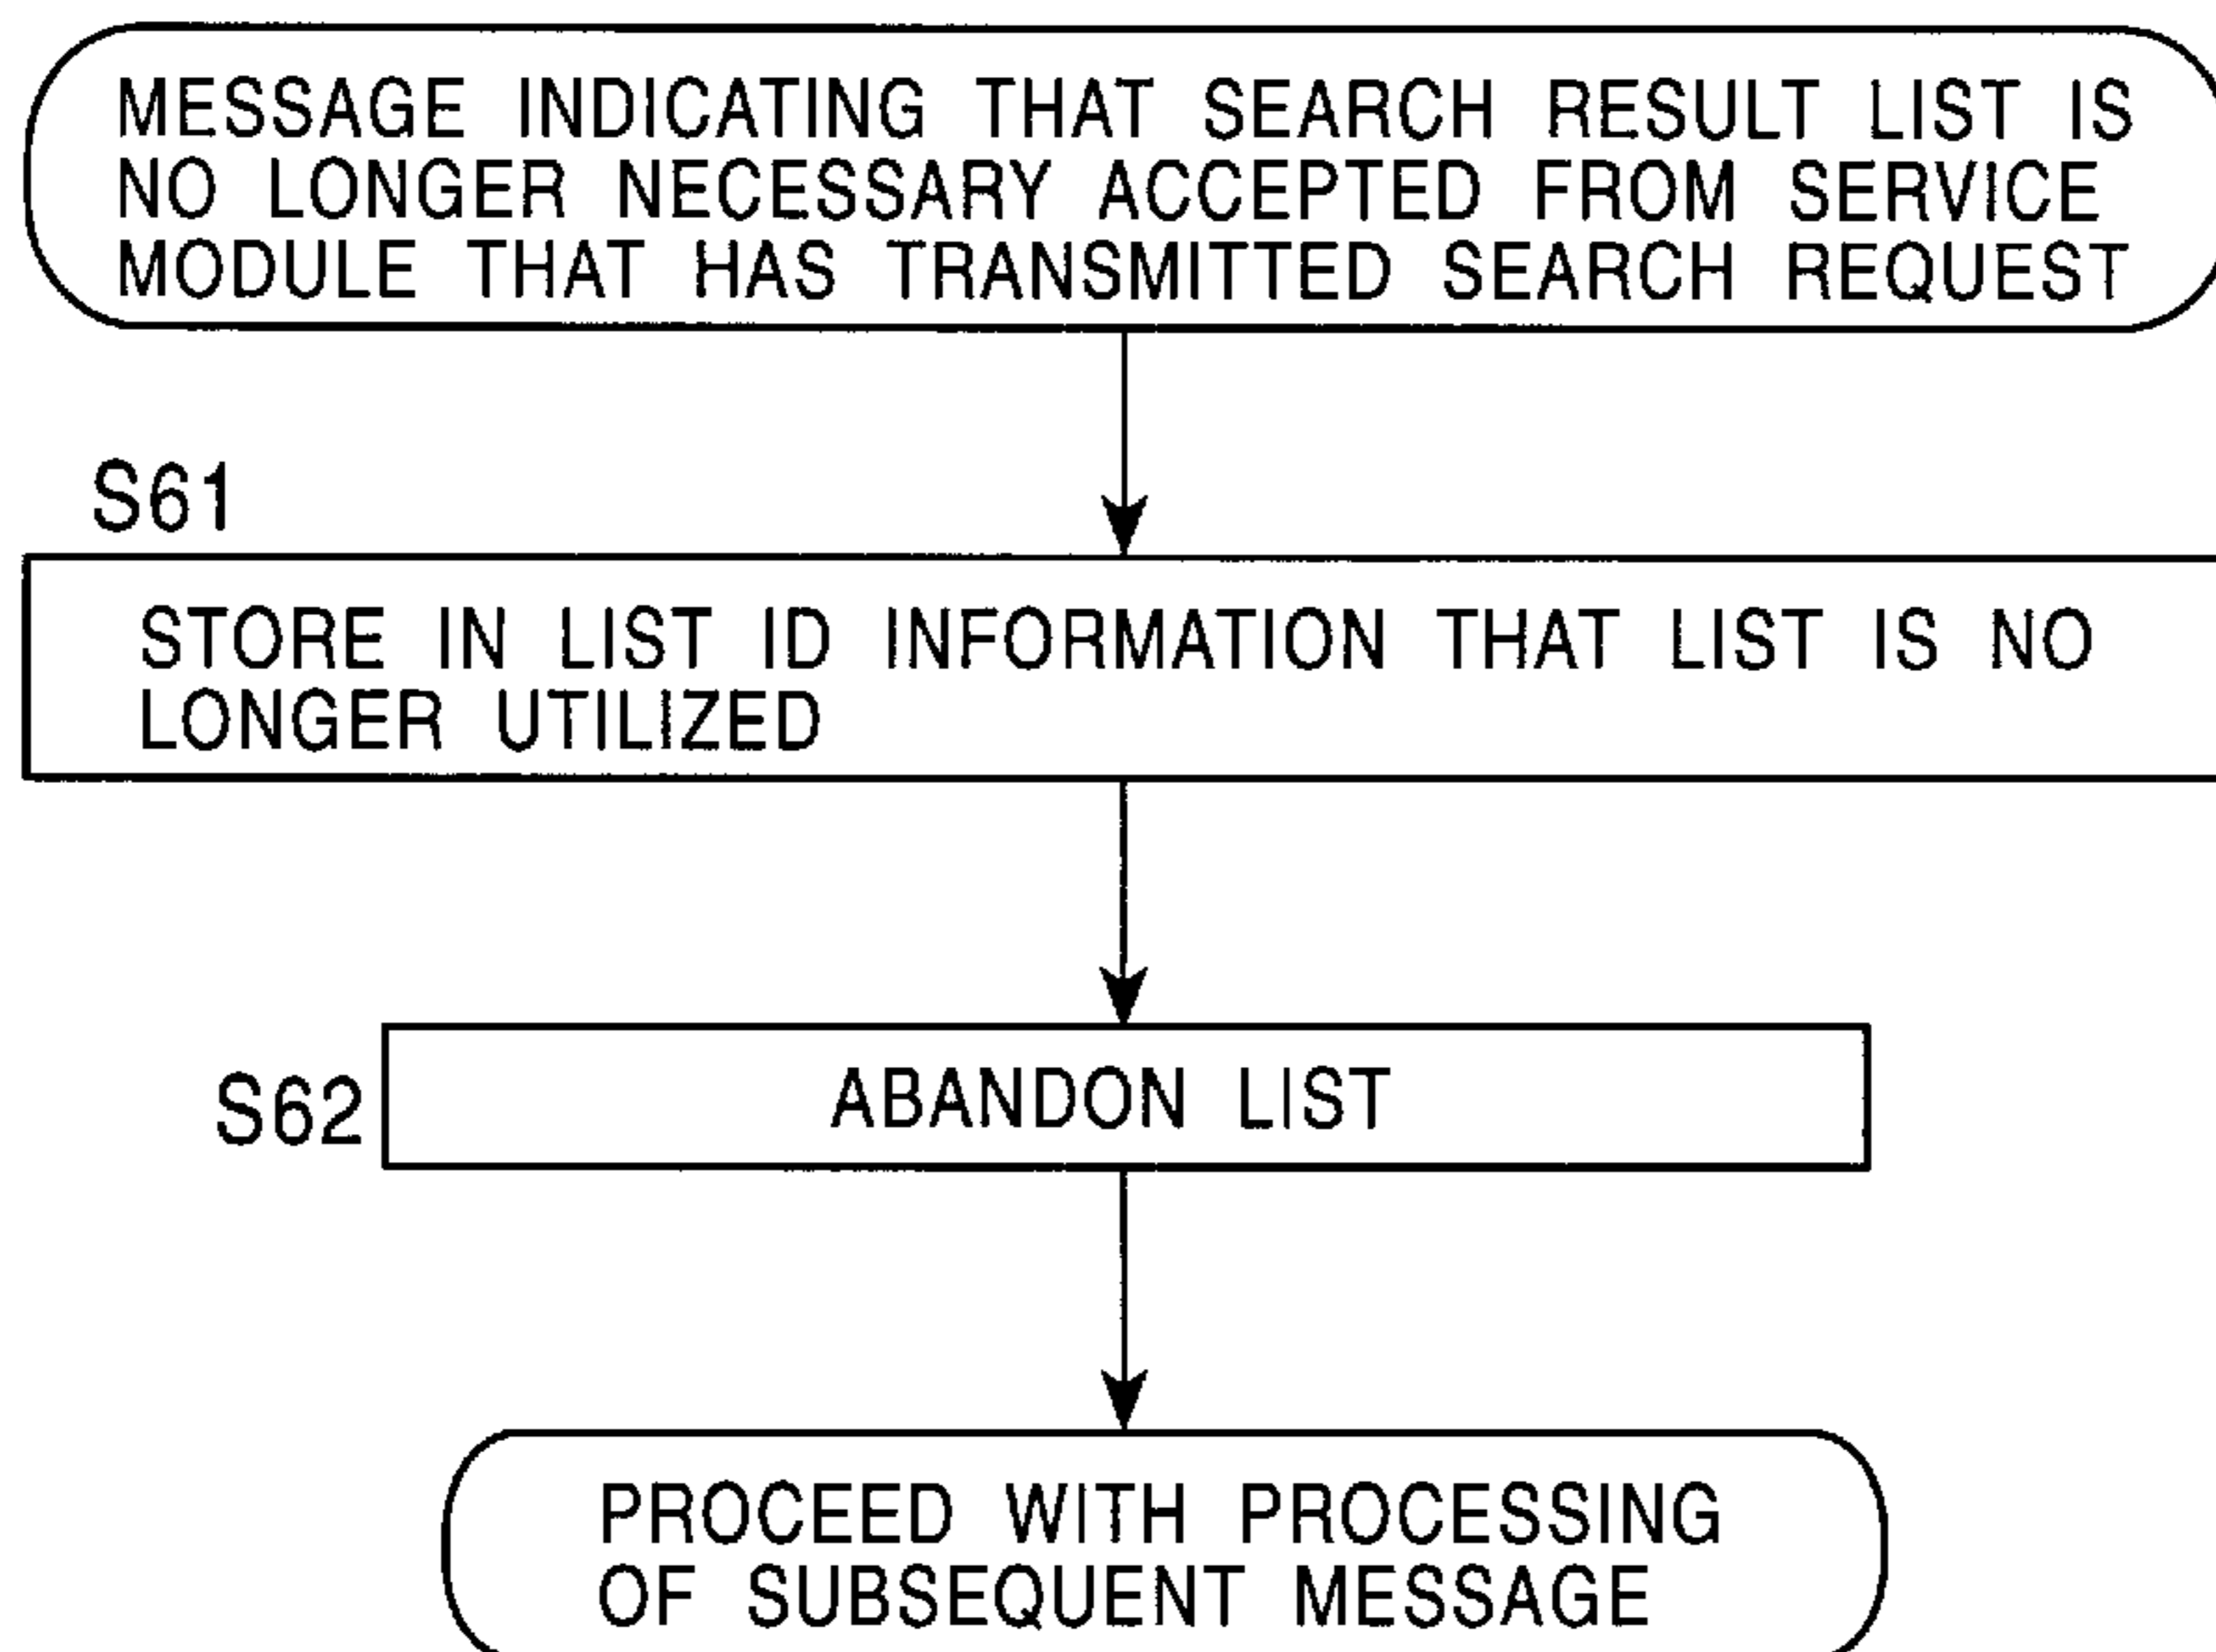 MESSAGE INDICATING THAT SEARCH RESULT LIST IS
NO LONGER NECESSARY ACCEPTED FROM SERVICE
MODULE THAT HAS TRANSMITTED SEARCH REQUEST
S61
STORE IN LIST ID INFORMATION THAT LIST IS NO
LONGER UTILIZED
S62
ABANDON LIST
PROCEED WITH PROCESSING
OF SUBSEQUENT MESSAGE